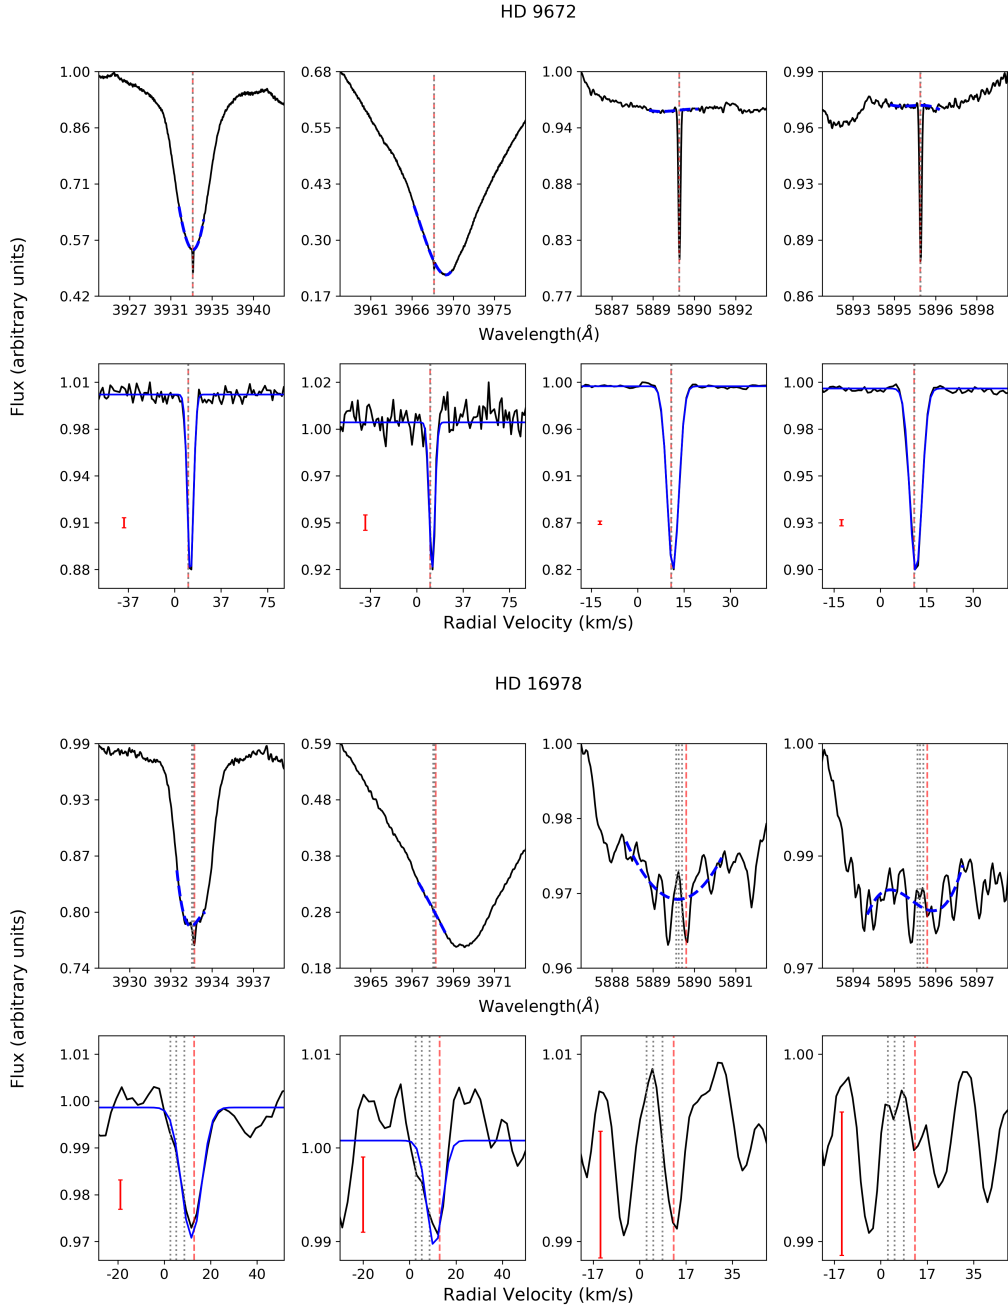 HD 9672
1.00 0.86 0.71 0.57 0.42
3927 3931 3935 3940
0.68 0.55 0.43 0.30 0.17
3961 3966 3970 3975
1.00 0.94 0.88 0.83 0.77
5887 5889 5890 5892
0.99 0.96 0.93 0.89 0.86
5893 5895 5896 5898
Wavelength(Å)
Flux (arbitrary units)
1.01 0.98 0.94 0.91 0.88
-37 0 37 75
1.02 1.00 0.97 0.95 0.92
-37 0 37 75
1.00 0.96 0.91 0.87 0.82
-15 0 15 30
1.00 0.98 0.95 0.93 0.90
-15 0 15 30
Radial Velocity (km/s)
HD 16978
0.99 0.93 0.87 0.80 0.74
3930 3932 3934 3937
0.59 0.48 0.38 0.28 0.18
3965 3967 3969 3971
1.00 0.98 0.97 0.96
5888 5889 5890 5891
1.00 0.99 0.97
5894 5895 5896 5897
Wavelength(Å)
Flux (arbitrary units)
1.01 1.00 0.99 0.98 0.97
-20 0 20 40
1.01 1.00 0.99
-20 0 20 40
1.01 0.99
-17 0 17 35
1.00 0.99
-17 0 17 35
Radial Velocity (km/s)